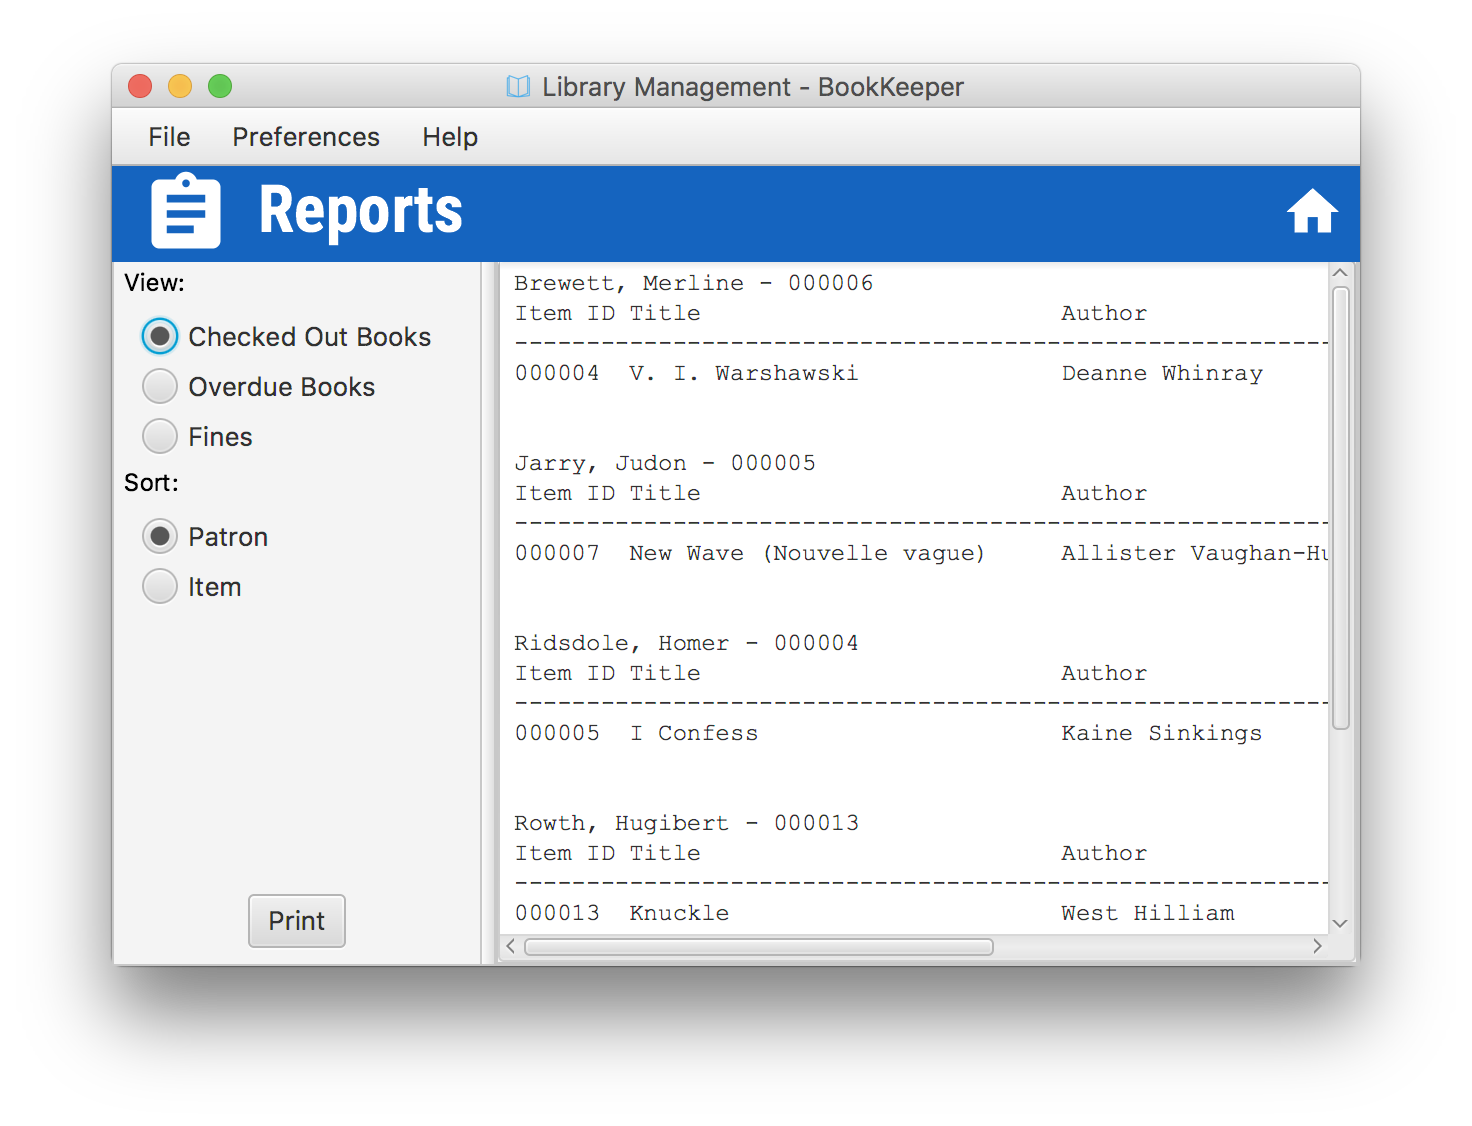 Library Management - BookKeeper
File Preferences Help
Reports
View:
Checked Out Books
Overdue Books
Fines
Sort:
Patron
Item
Print
Brewett, Merline - 000006
Item ID Title Author
---------------------------------------------------------
000004 V. I. Warshawski Deanne Whinray
Jarry, Judon - 000005
Item ID Title Author
---------------------------------------------------------
000007 New Wave (Nouvelle vague) Allister Vaughan-Hu
Ridsdole, Homer - 000004
Item ID Title Author
---------------------------------------------------------
000005 I Confess Kaine Sinkings
Rowth, Hugibert - 000013
Item ID Title Author
---------------------------------------------------------
000013 Knuckle West Hilliam